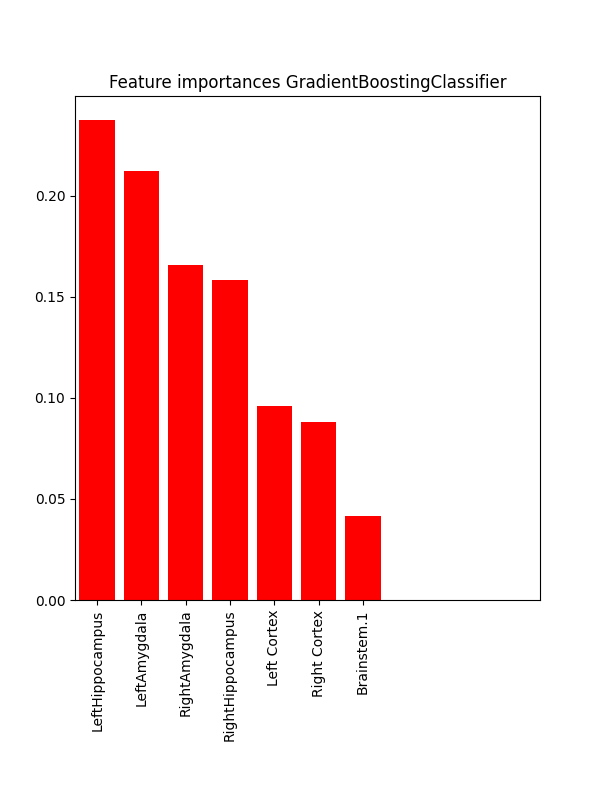 Feature importances GradientBoostingClassifier
0.20
0.15
0.10
0.05
0.00
LeftHippocampus
LeftAmygdala
RightAmygdala
RightHippocampus
Left Cortex
Right Cortex
Brainstem.1